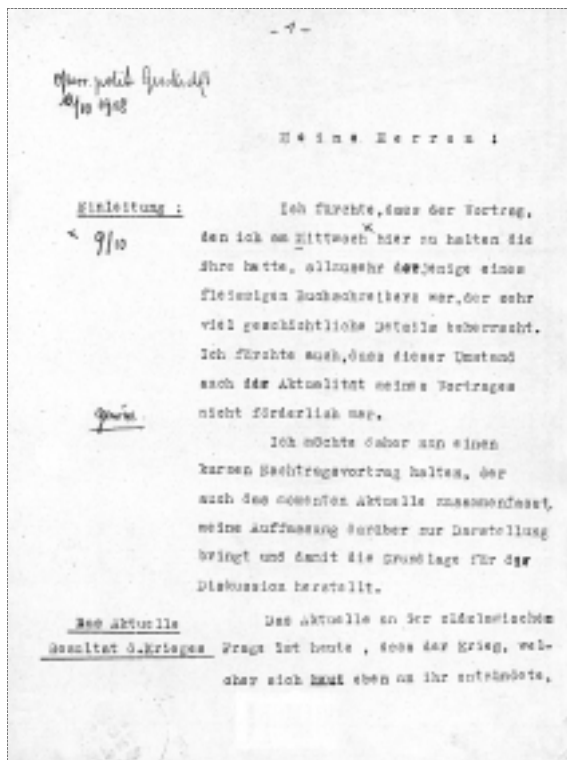 - 1 -
10/10 1918
Meine Herren :
Einleitung :
Ich fürchte, dass der Vortrag,
× 9/10
den ich am Mittwoch × hier zu halten die
Ehre hatte, allzusehr derjenige eines
fleissigen Buchschreibers war, der sehr
viel geschichtliche Details beherrscht.
Ich fürchte auch, dass dieser Umstand
auch der Aktualität meines Vortrages
nicht förderlich war.
Ich möchte daher nun einen
kurzen Nachtragsvortrag halten, der
auch das momentan Aktuelle zusammenfasst,
meine Auffassung darüber zur Darstellung
bringt und damit die Grundlage für die
Diskussion herstellt.
Das Aktuelle
Resultat d.Krieges
Das Aktuelle an der südslawischen
Frage ist heute , dass der Krieg, wel-
cher sich eben an ihr entzündete,